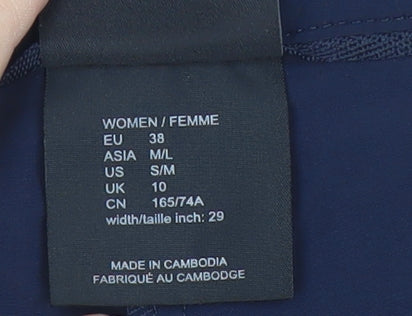 WOMEN / FEMME
EU 38
ASIA M/L
US S/M
UK 10
CN 165/74A
width/taille inch: 29
MADE IN CAMBODIA
FABRIQUÉ AU CAMBODGE